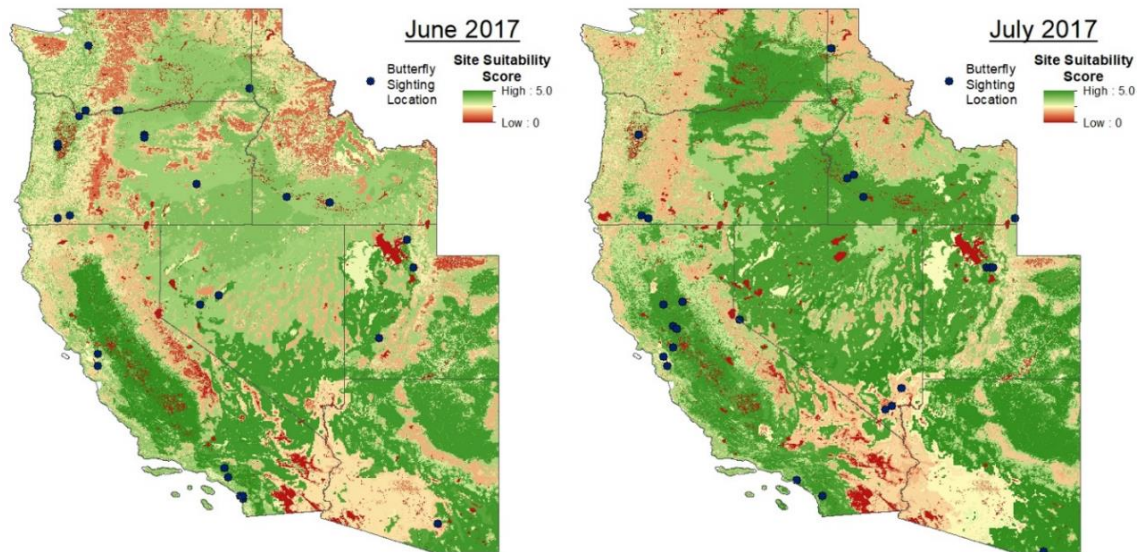 June 2017
Butterfly
Sighting
Location
Site Suitability
Score
High : 5.0
Low : 0
July 2017
Butterfly
Sighting
Location
Site Suitability
Score
High : 5.0
Low : 0